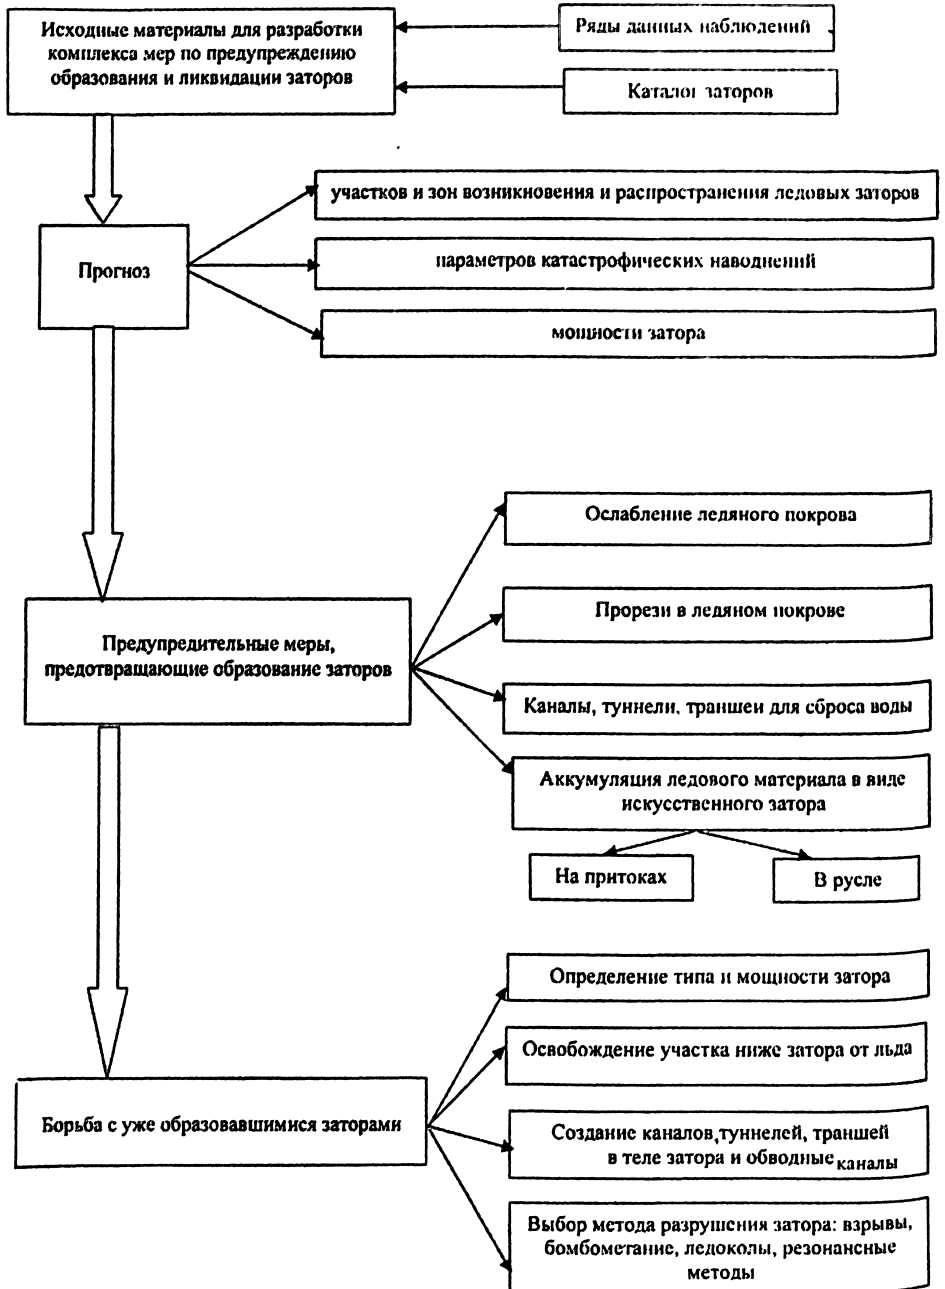 Исходные материалы для разработки
комплекса мер по предупреждению
образования и ликвидации заторов
Ряды данных наблюдений
Каталог заторов
участков и зон возникновения и распространения ледовых заторов
Прогноз
параметров катастрофических наводнений
мощности затора
Ослабление ледяного покрова
Прорези в ледяном покрове
Предупредительные меры,
предотвращающие образование заторов
Каналы, туннели, траншеи для сброса воды
Аккумуляция ледового материала в виде
искусственного затора
На притоках
В русле
Определение типа и мощности затора
Освобождение участка ниже затора от льда
Борьба с уже образовавшимися заторами
Создание каналов,туннелей, траншей
в теле затора и обводные каналы
Выбор метода разрушения затора: взрывы,
бомбометание, ледоколы, резонансные
методы